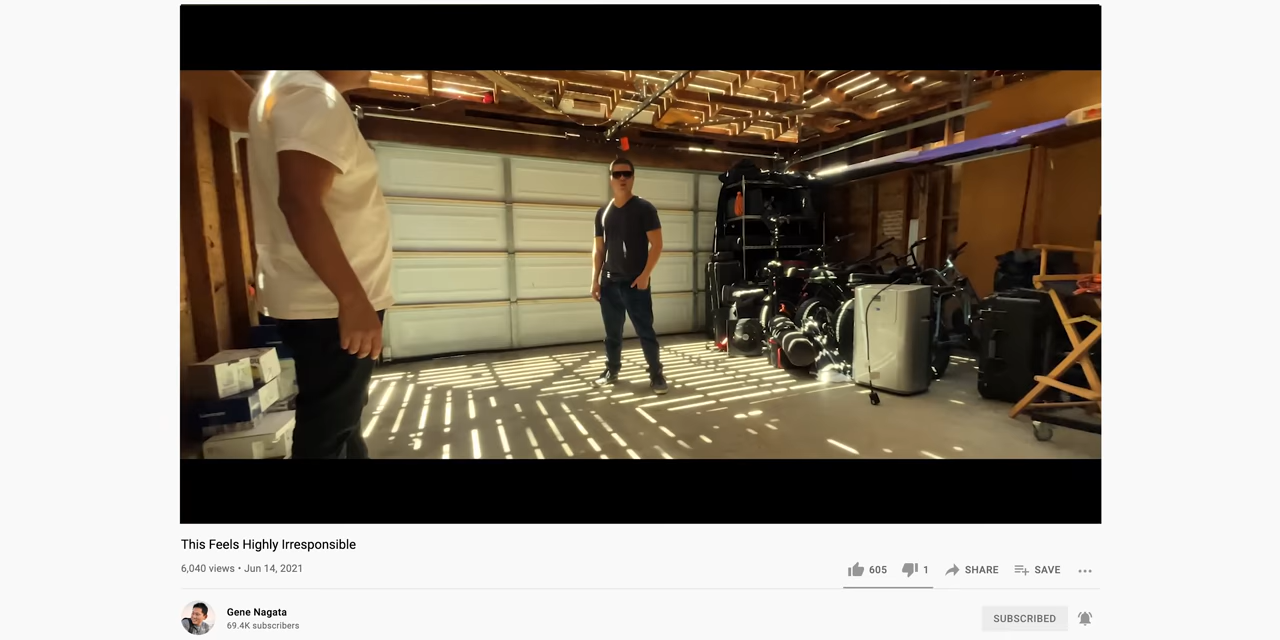 This Feels Highly Irresponsible
6,040 views • Jun 14, 2021
605 1 SHARE SAVE
Gene Nagata
69.4K subscribers
SUBSCRIBED